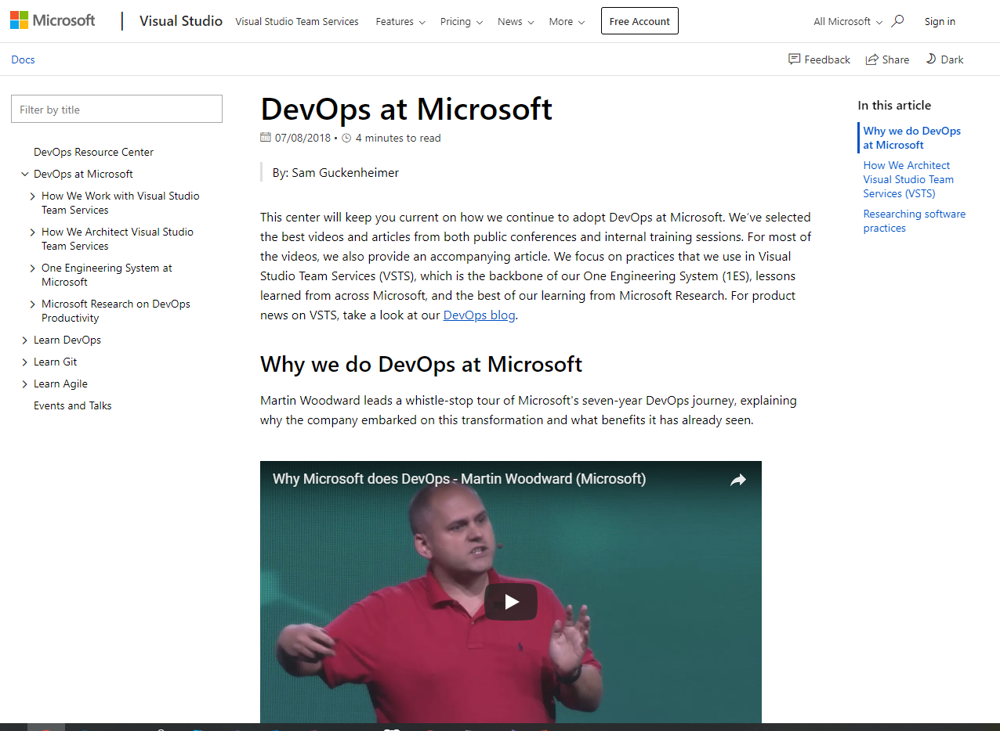 Microsoft
Visual Studio
Visual Studio Team Services
Features
Pricing
News
More
Free Account
All Microsoft
Sign in
Docs
Feedback
Share
Dark
Filter by title
DevOps Resource Center
DevOps at Microsoft
How We Work with Visual Studio
Team Services
How We Architect Visual Studio
Team Services
One Engineering System at
Microsoft
Microsoft Research on DevOps
Productivity
Learn DevOps
Learn Git
Learn Agile
Events and Talks
DevOps at Microsoft
07/08/2018 • 4 minutes to read
By: Sam Guckenheimer
This center will keep you current on how we continue to adopt DevOps at Microsoft. We’ve selected
the best videos and articles from both public conferences and internal training sessions. For most of
the videos, we also provide an accompanying article. We focus on practices that we use in Visual
Studio Team Services (VSTS), which is the backbone of our One Engineering System (1ES), lessons
learned from across Microsoft, and the best of our learning from Microsoft Research. For product
news on VSTS, take a look at our DevOps blog.
Why we do DevOps at Microsoft
Martin Woodward leads a whistle-stop tour of Microsoft's seven-year DevOps journey, explaining
why the company embarked on this transformation and what benefits it has already seen.
Why Microsoft does DevOps - Martin Woodward (Microsoft)
In this article
Why we do DevOps
at Microsoft
How We Architect
Visual Studio Team
Services (VSTS)
Researching software
practices